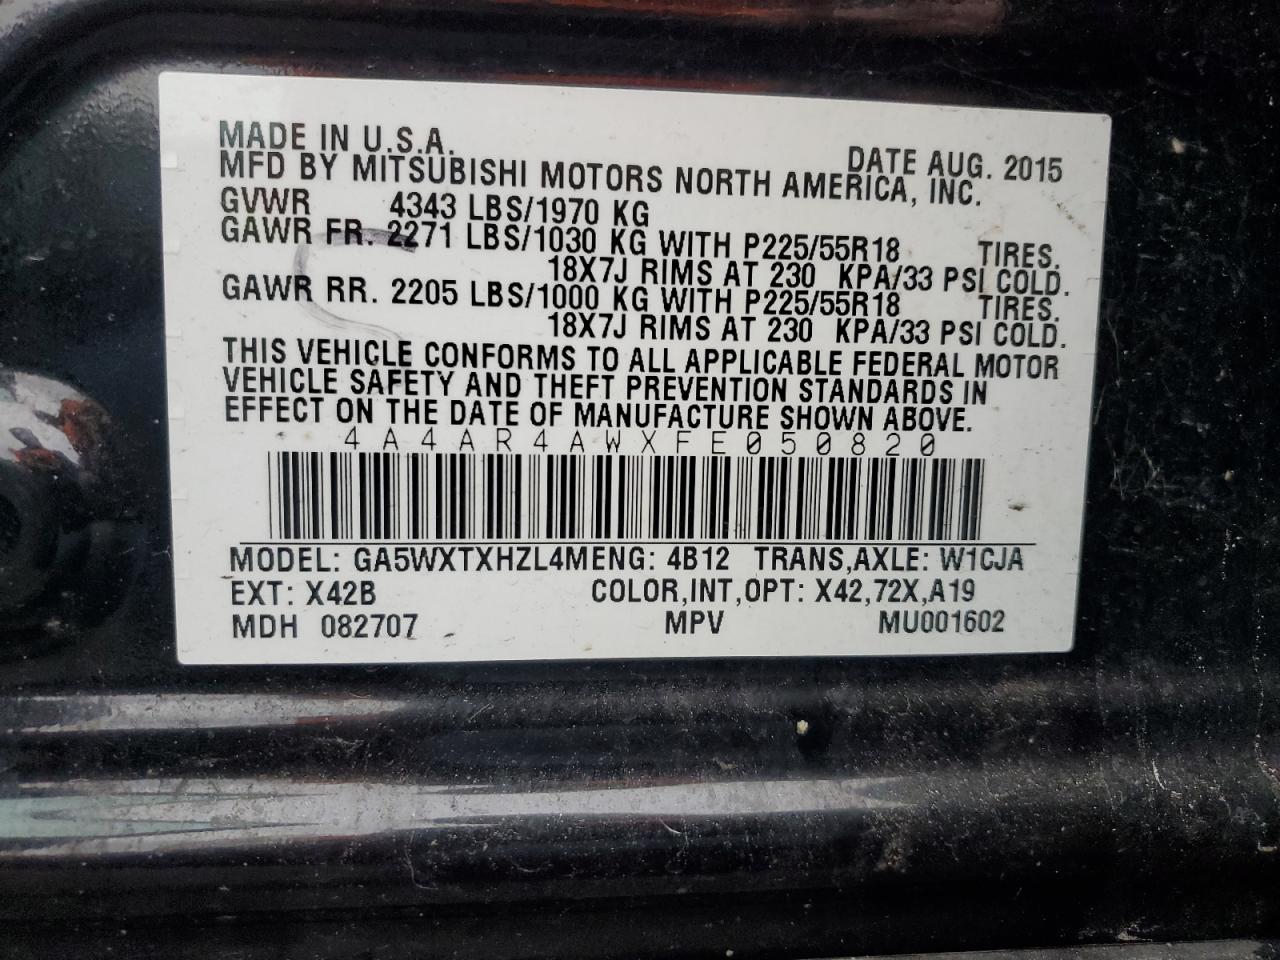 MADE IN U.S.A. DATE AUG. 2015
MFD BY MITSUBISHI MOTORS NORTH AMERICA, INC.
GVWR 4343 LBS/1970 KG
GAWR FR. 2271 LBS/1030 KG WITH P225/55R18 TIRES.
18X7J RIMS AT 230 KPA/33 PSI COLD.
GAWR RR. 2205 LBS/1000 KG WITH P225/55R18 TIRES.
18X7J RIMS AT 230 KPA/33 PSI COLD.
THIS VEHICLE CONFORMS TO ALL APPLICABLE FEDERAL MOTOR
VEHICLE SAFETY AND THEFT PREVENTION STANDARDS IN
EFFECT ON THE DATE OF MANUFACTURE SHOWN ABOVE.
4A4AR4AWXFE050820
MODEL: GA5WXTXHZL4MENG: 4B12 TRANS,AXLE: W1CJA
EXT: X42B COLOR,INT,OPT: X42,72X,A19
MDH 082707 MPV MU001602